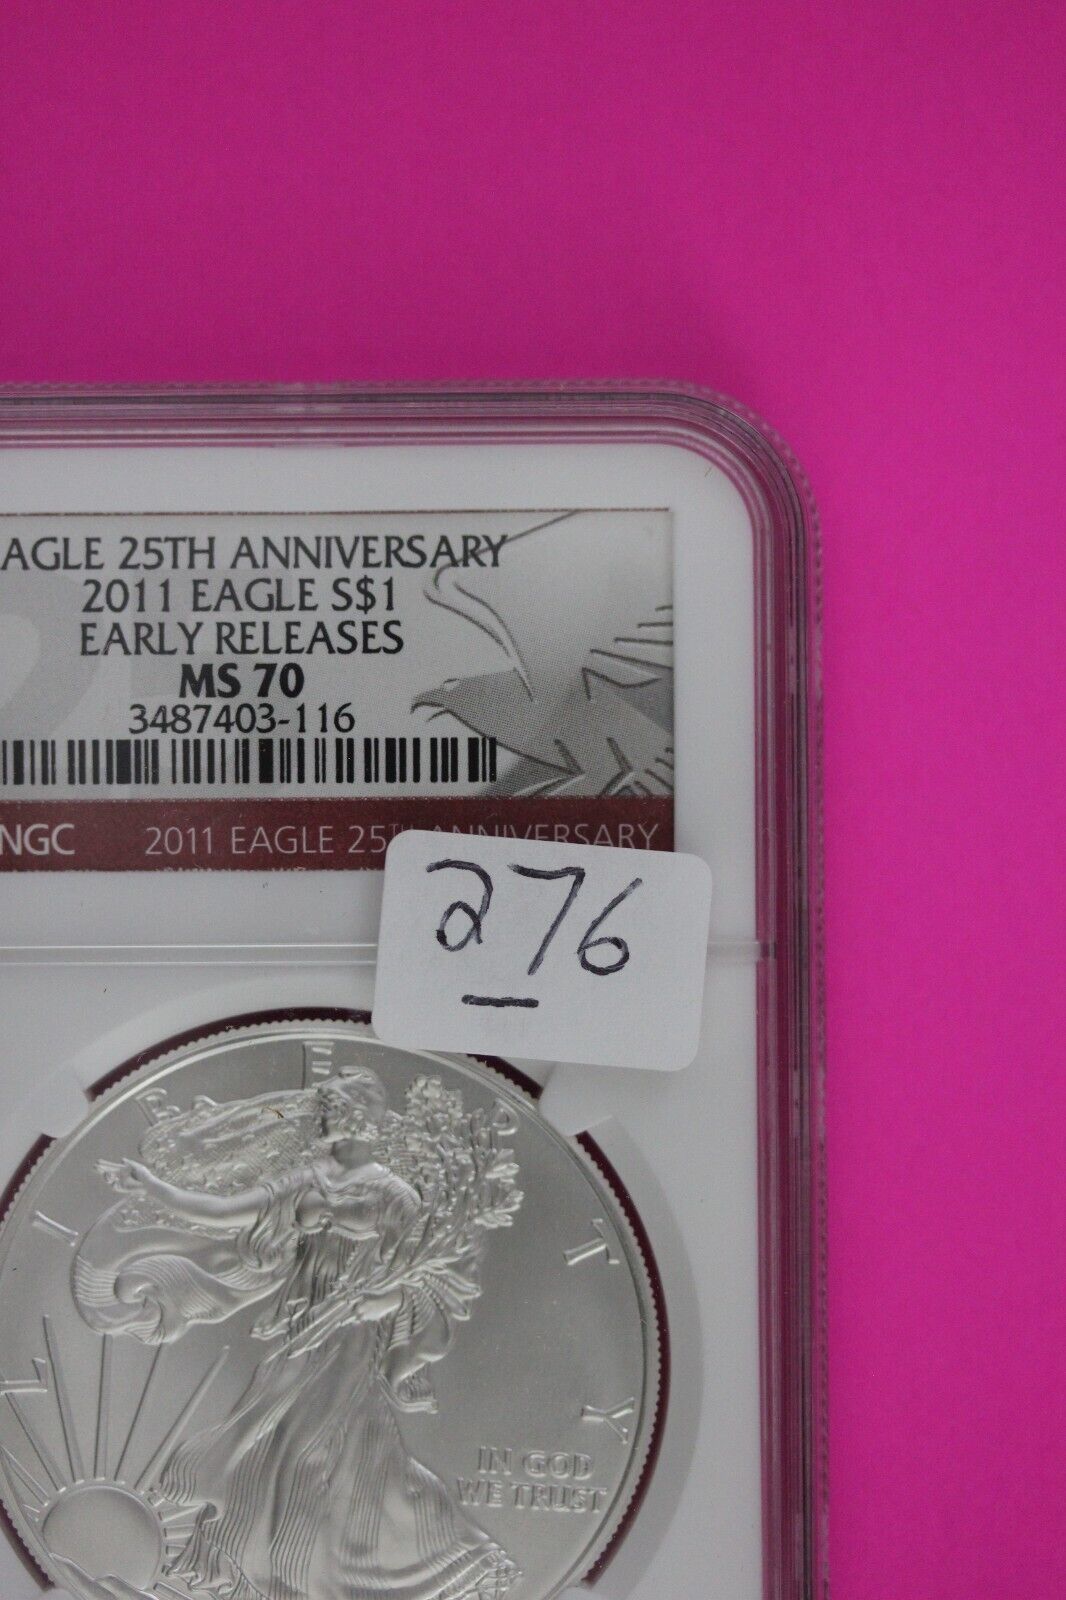 AGLE 25TH ANNIVERSARY
2011 EAGLE S$1
EARLY RELEASES
MS 70
3487403-116
NGC 2011 EAGLE 25TH ANNIVERSARY
276
LIBERTY
IN GOD
WE TRUST